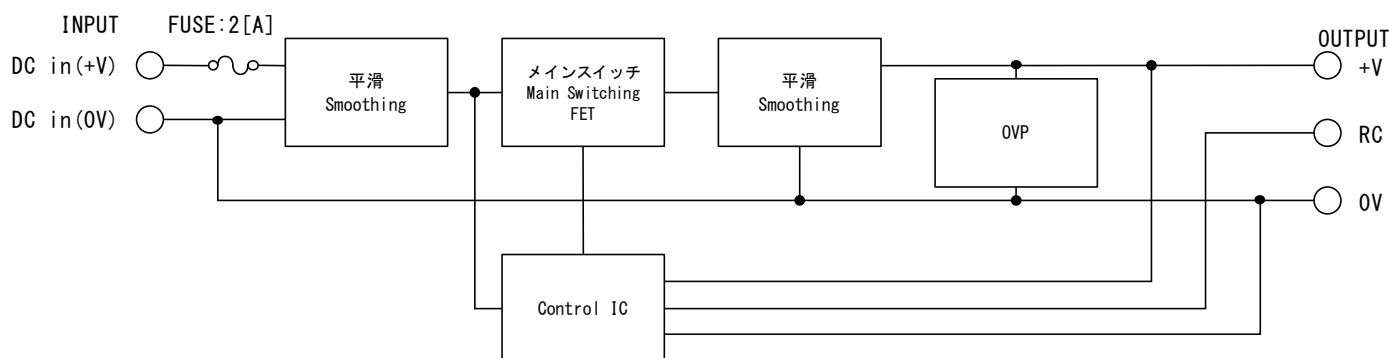 INPUT
FUSE:2[A]
OUTPUT
DC in(+V)
平滑
Smoothing
メインスイッチ
Main Switching
FET
平滑
Smoothing
+V
DC in(0V)
OVP
RC
0V
Control IC